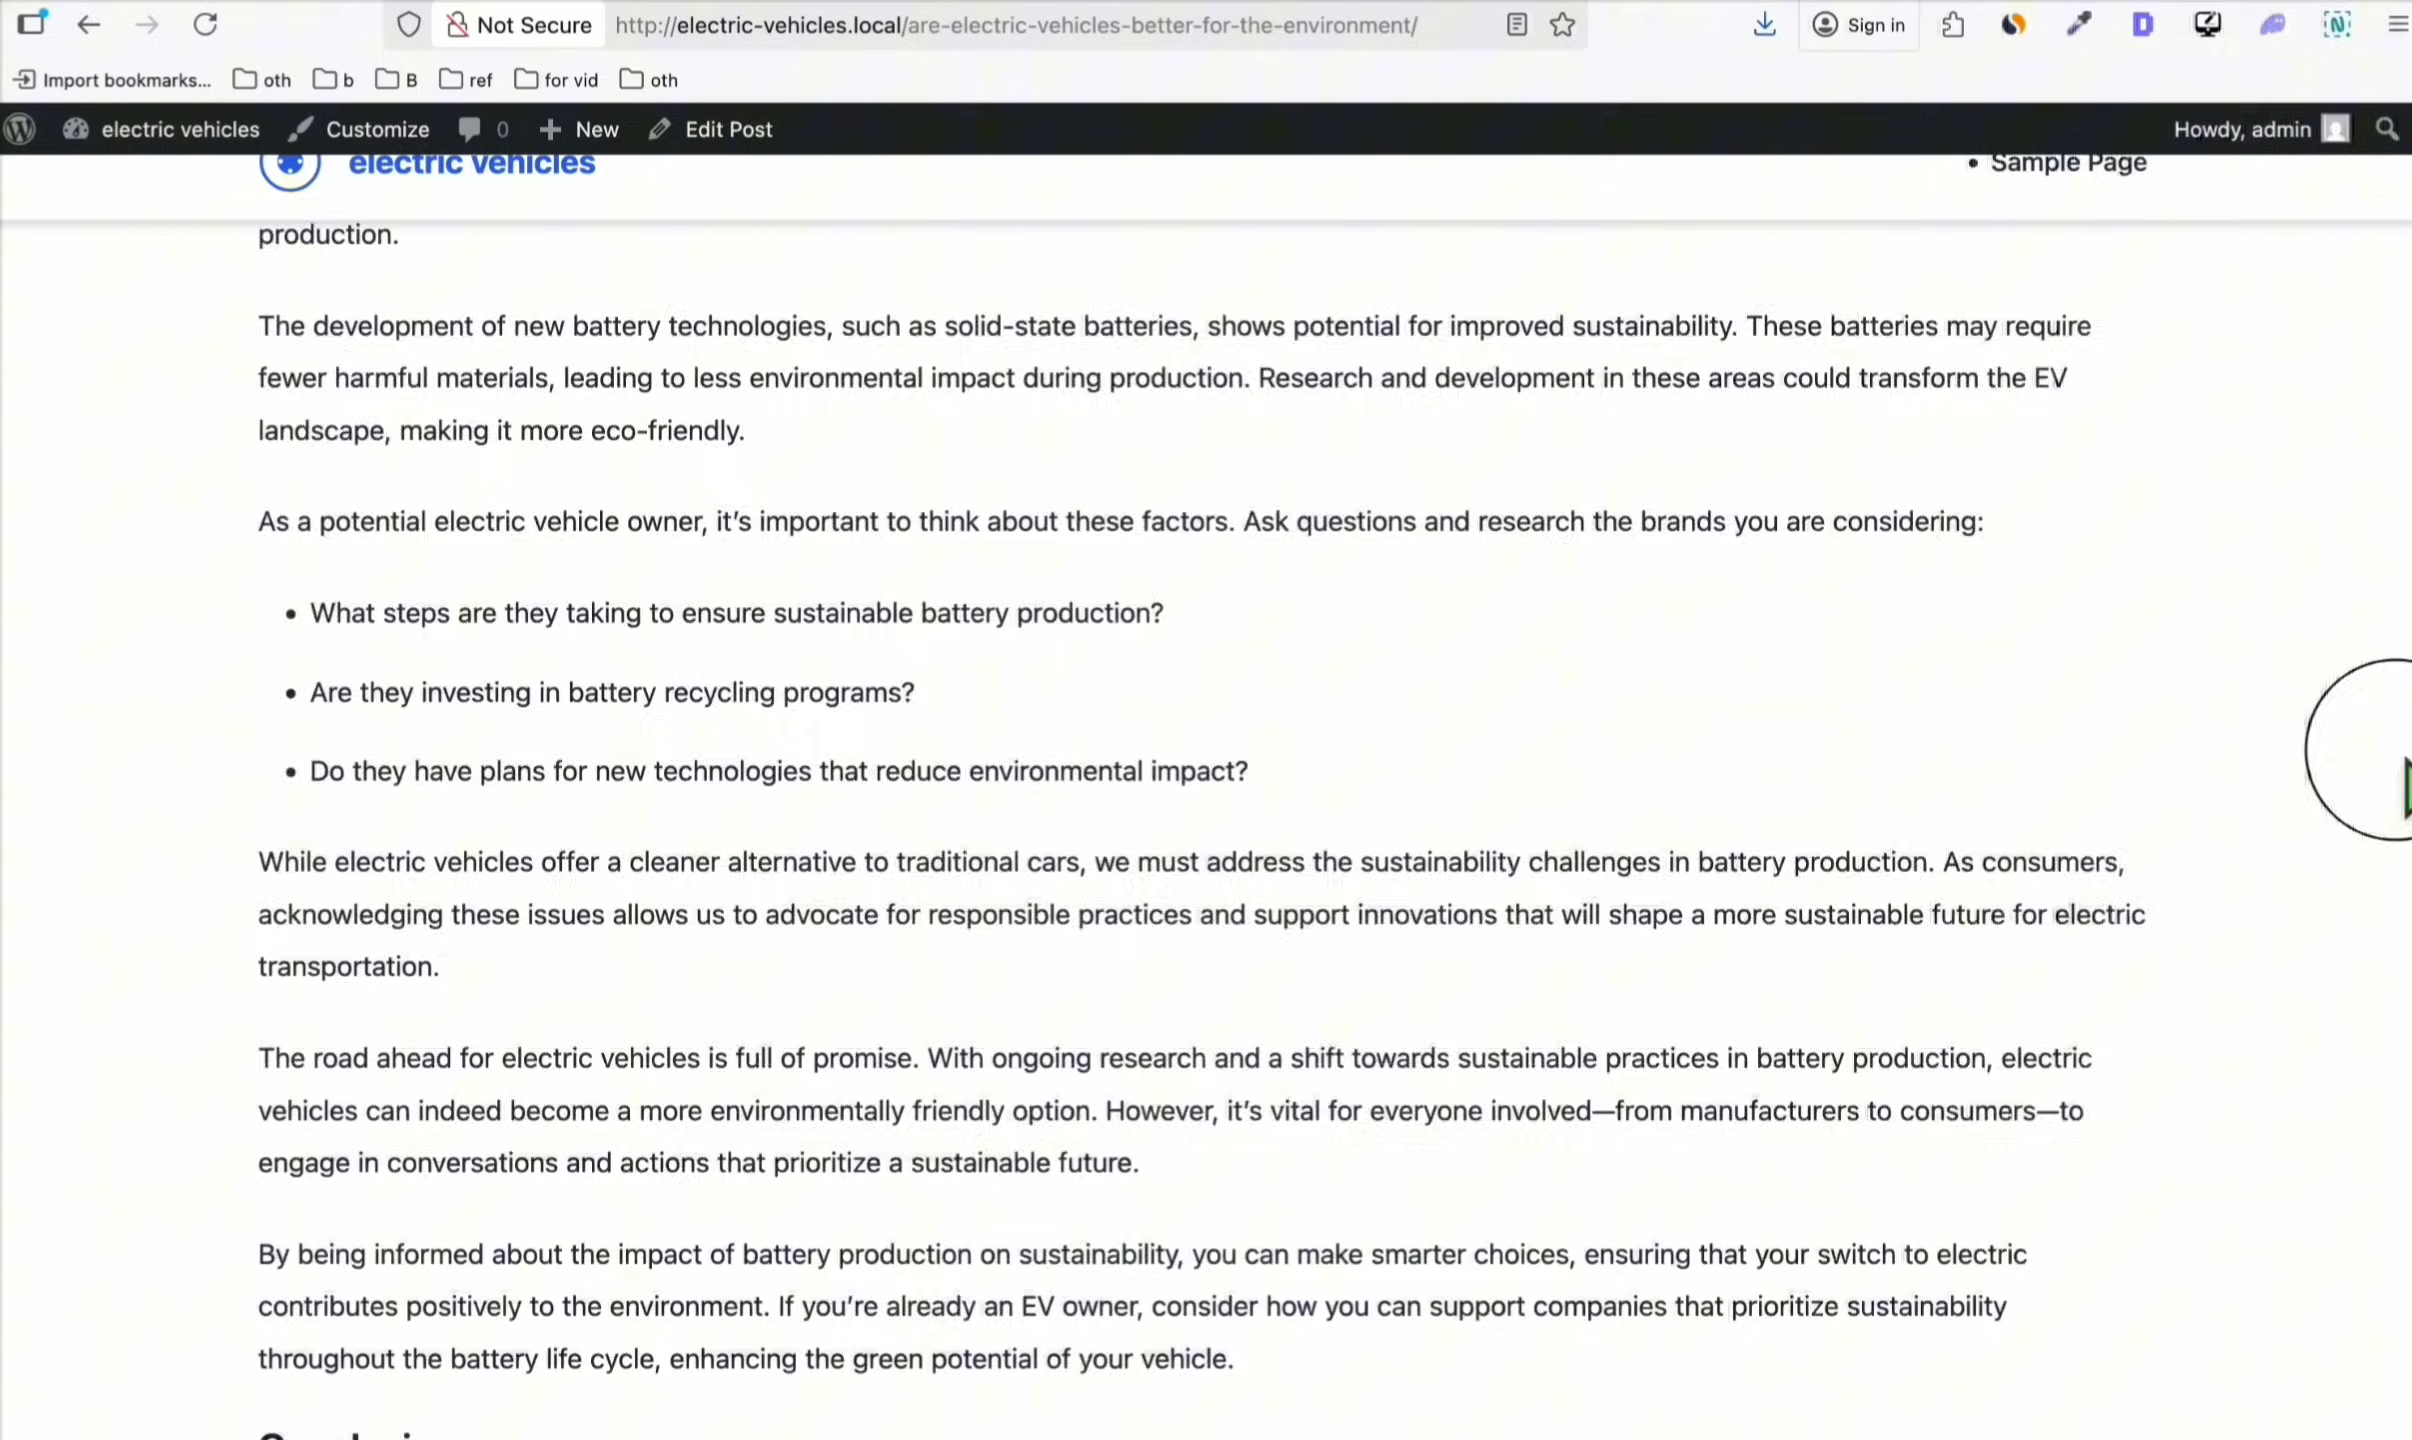 Not Secure http://electric-vehicles.local/are-electric-vehicles-better-for-the-environment/ Sign in
Import bookmarks... oth b B ref for vid oth
electric vehicles Customize 0 New Edit Post Howdy, admin
electric vehicles • Sample Page
production.
The development of new battery technologies, such as solid-state batteries, shows potential for improved sustainability. These batteries may require
fewer harmful materials, leading to less environmental impact during production. Research and development in these areas could transform the EV
landscape, making it more eco-friendly.
As a potential electric vehicle owner, it's important to think about these factors. Ask questions and research the brands you are considering:
• What steps are they taking to ensure sustainable battery production?
• Are they investing in battery recycling programs?
• Do they have plans for new technologies that reduce environmental impact?
While electric vehicles offer a cleaner alternative to traditional cars, we must address the sustainability challenges in battery production. As consumers,
acknowledging these issues allows us to advocate for responsible practices and support innovations that will shape a more sustainable future for electric
transportation.
The road ahead for electric vehicles is full of promise. With ongoing research and a shift towards sustainable practices in battery production, electric
vehicles can indeed become a more environmentally friendly option. However, it's vital for everyone involved—from manufacturers to consumers—to
engage in conversations and actions that prioritize a sustainable future.
By being informed about the impact of battery production on sustainability, you can make smarter choices, ensuring that your switch to electric
contributes positively to the environment. If you're already an EV owner, consider how you can support companies that prioritize sustainability
throughout the battery life cycle, enhancing the green potential of your vehicle.